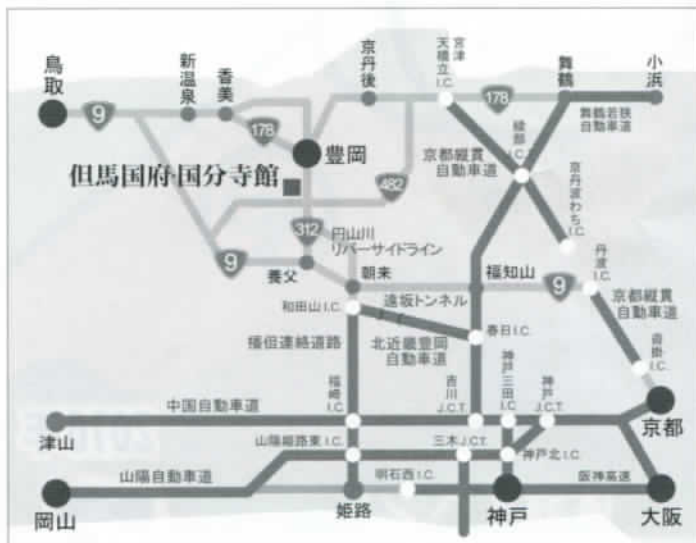 鳥取
9
新温泉
香美
178
豊岡
京丹後
宮津
天橋立
I.C.
178
舞鶴
小浜
舞鶴若狭
自動車道
綾部
I.C.
京都縦貫
自動車道
482
但馬国府・国分寺館
312
円山川
リバーサイドライン
9
養父
朝来
福知山
9
京丹波わち
I.C.
丹波
I.C.
京都縦貫
自動車道
遠坂トンネル
和田山I.C.
北近畿豊岡
自動車道
春日I.C.
播但連絡道路
沓掛
I.C.
京都
中国自動車道
津山
福崎
I.C.
吉川
J.C.T.
神戸三田
I.C.
神戸
J.C.T.
山陽姫路東I.C.
三木J.C.T.
神戸北I.C.
山陽自動車道
岡山
姫路
明石西I.C.
神戸
阪神高速
大阪